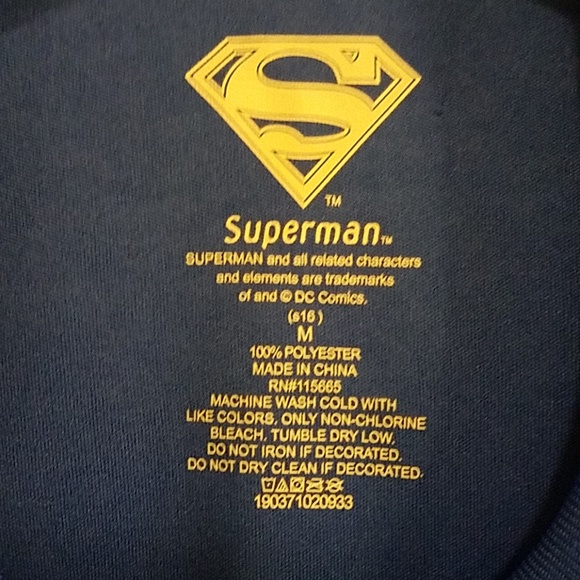 S
TM
Superman TM
SUPERMAN and all related characters
and elements are trademarks
of and © DC Comics.
(s16)
M
100% POLYESTER
MADE IN CHINA
RN#115665
MACHINE WASH COLD WITH
LIKE COLORS, ONLY NON-CHLORINE
BLEACH, TUMBLE DRY LOW,
DO NOT IRON IF DECORATED.
DO NOT DRY CLEAN IF DECORATED.
190371020933